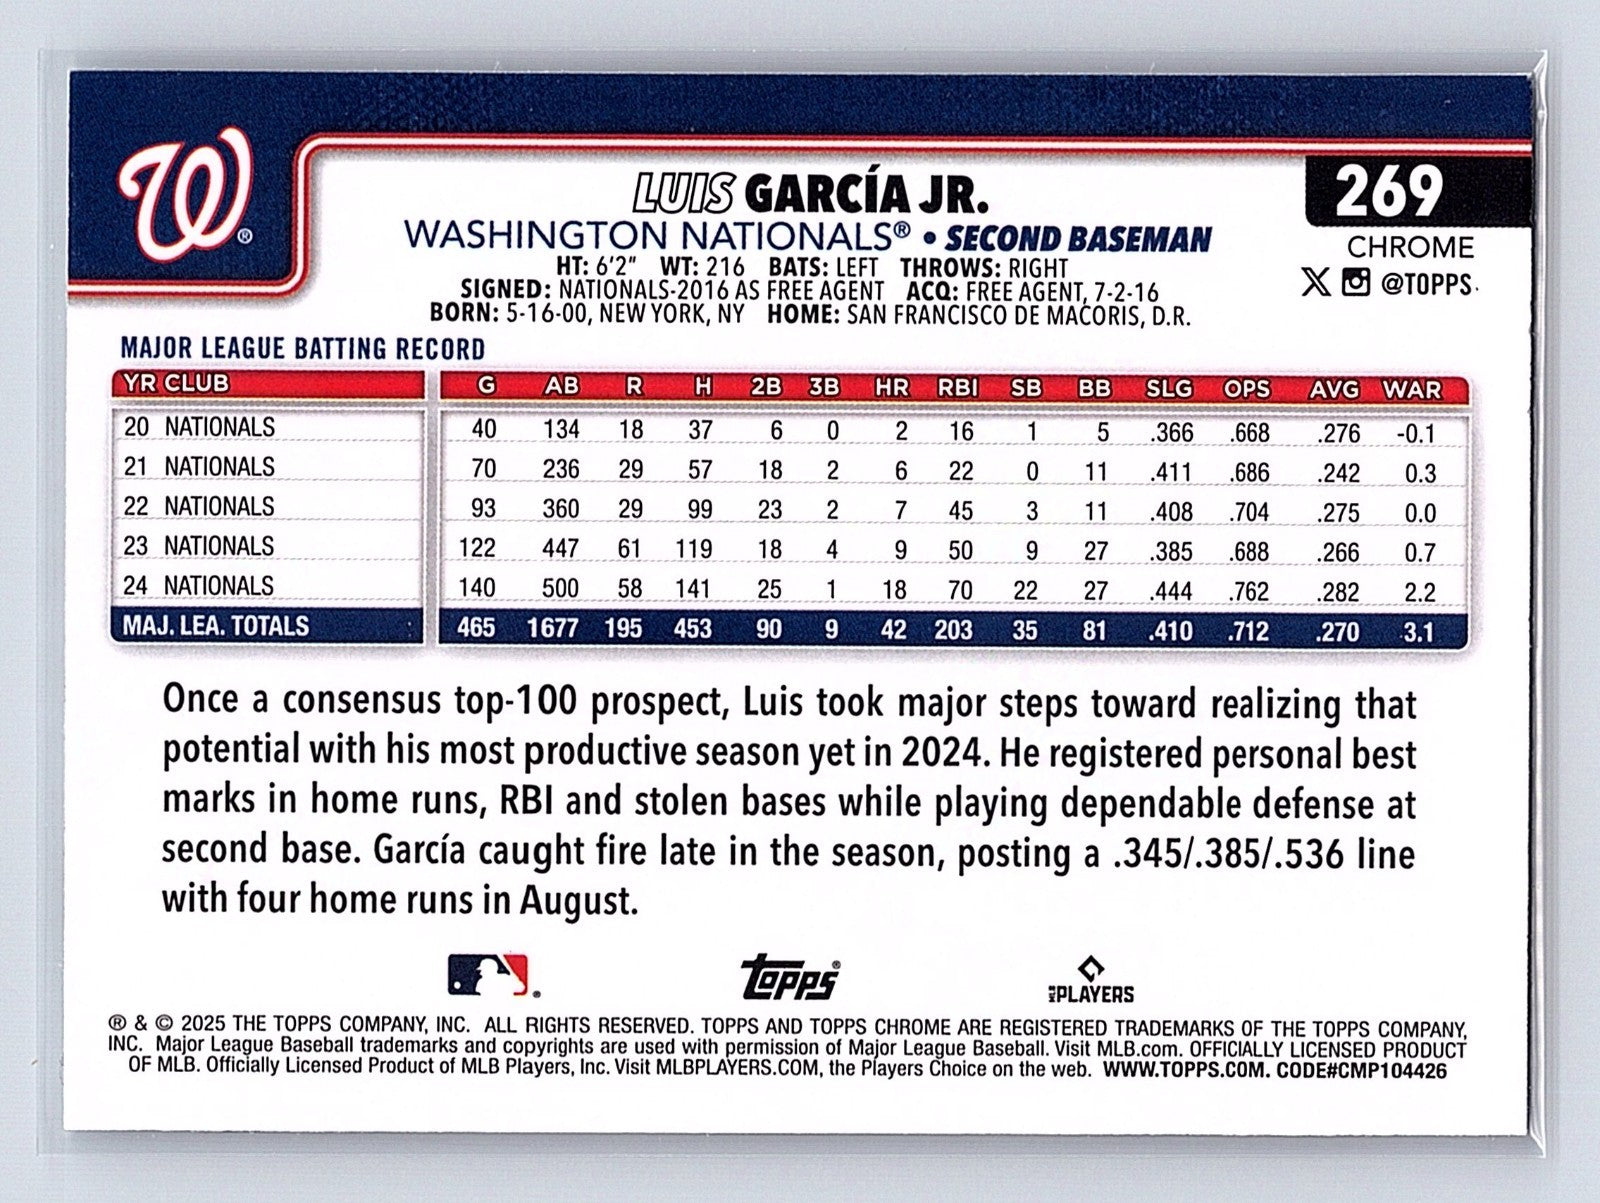 W®
LUIS GARCÍA JR.
269
WASHINGTON NATIONALS® • SECOND BASEMAN
CHROME
HT: 6'2" WT: 216 BATS: LEFT THROWS: RIGHT
@TOPPS
SIGNED: NATIONALS-2016 AS FREE AGENT ACQ: FREE AGENT, 7-2-16
BORN: 5-16-00, NEW YORK, NY HOME: SAN FRANCISCO DE MACORIS, D.R.
MAJOR LEAGUE BATTING RECORD
YR CLUB G AB R H 2B 3B HR RBI SB BB SLG OPS AVG WAR
20 NATIONALS 40 134 18 37 6 0 2 16 1 5 .366 .668 .276 -0.1
21 NATIONALS 70 236 29 57 18 2 6 22 0 11 .411 .686 .242 0.3
22 NATIONALS 93 360 29 99 23 2 7 45 3 11 .408 .704 .275 0.0
23 NATIONALS 122 447 61 119 18 4 9 50 9 27 .385 .688 .266 0.7
24 NATIONALS 140 500 58 141 25 1 18 70 22 27 .444 .762 .282 2.2
MAJ. LEA. TOTALS 465 1677 195 453 90 9 42 203 35 81 .410 .712 .270 3.1
Once a consensus top-100 prospect, Luis took major steps toward realizing that
potential with his most productive season yet in 2024. He registered personal best
marks in home runs, RBI and stolen bases while playing dependable defense at
second base. García caught fire late in the season, posting a .345/.385/.536 line
with four home runs in August.
Topps®
MLB PLAYERS
® & © 2025 THE TOPPS COMPANY, INC. ALL RIGHTS RESERVED. TOPPS AND TOPPS CHROME ARE REGISTERED TRADEMARKS OF THE TOPPS COMPANY,
INC. Major League Baseball trademarks and copyrights are used with permission of Major League Baseball. Visit MLB.com. OFFICIALLY LICENSED PRODUCT
OF MLB. Officially Licensed Product of MLB Players, Inc. Visit MLBPLAYERS.COM, the Players Choice on the web. WWW.TOPPS.COM. CODE#CMP104426